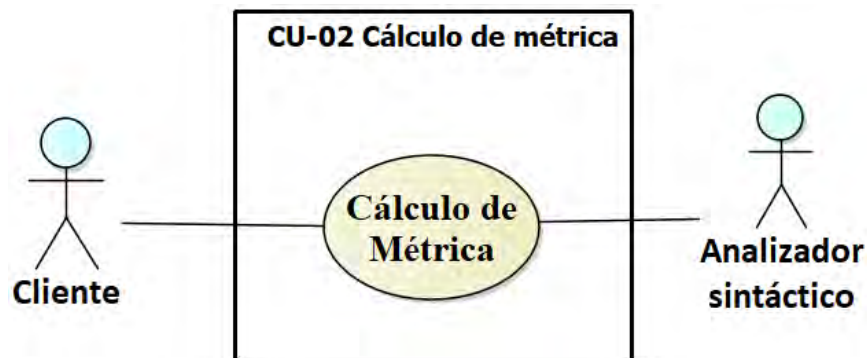 CU-02 Cálculo de métrica
Cálculo de
Métrica
Cliente
Analizador
sintáctico